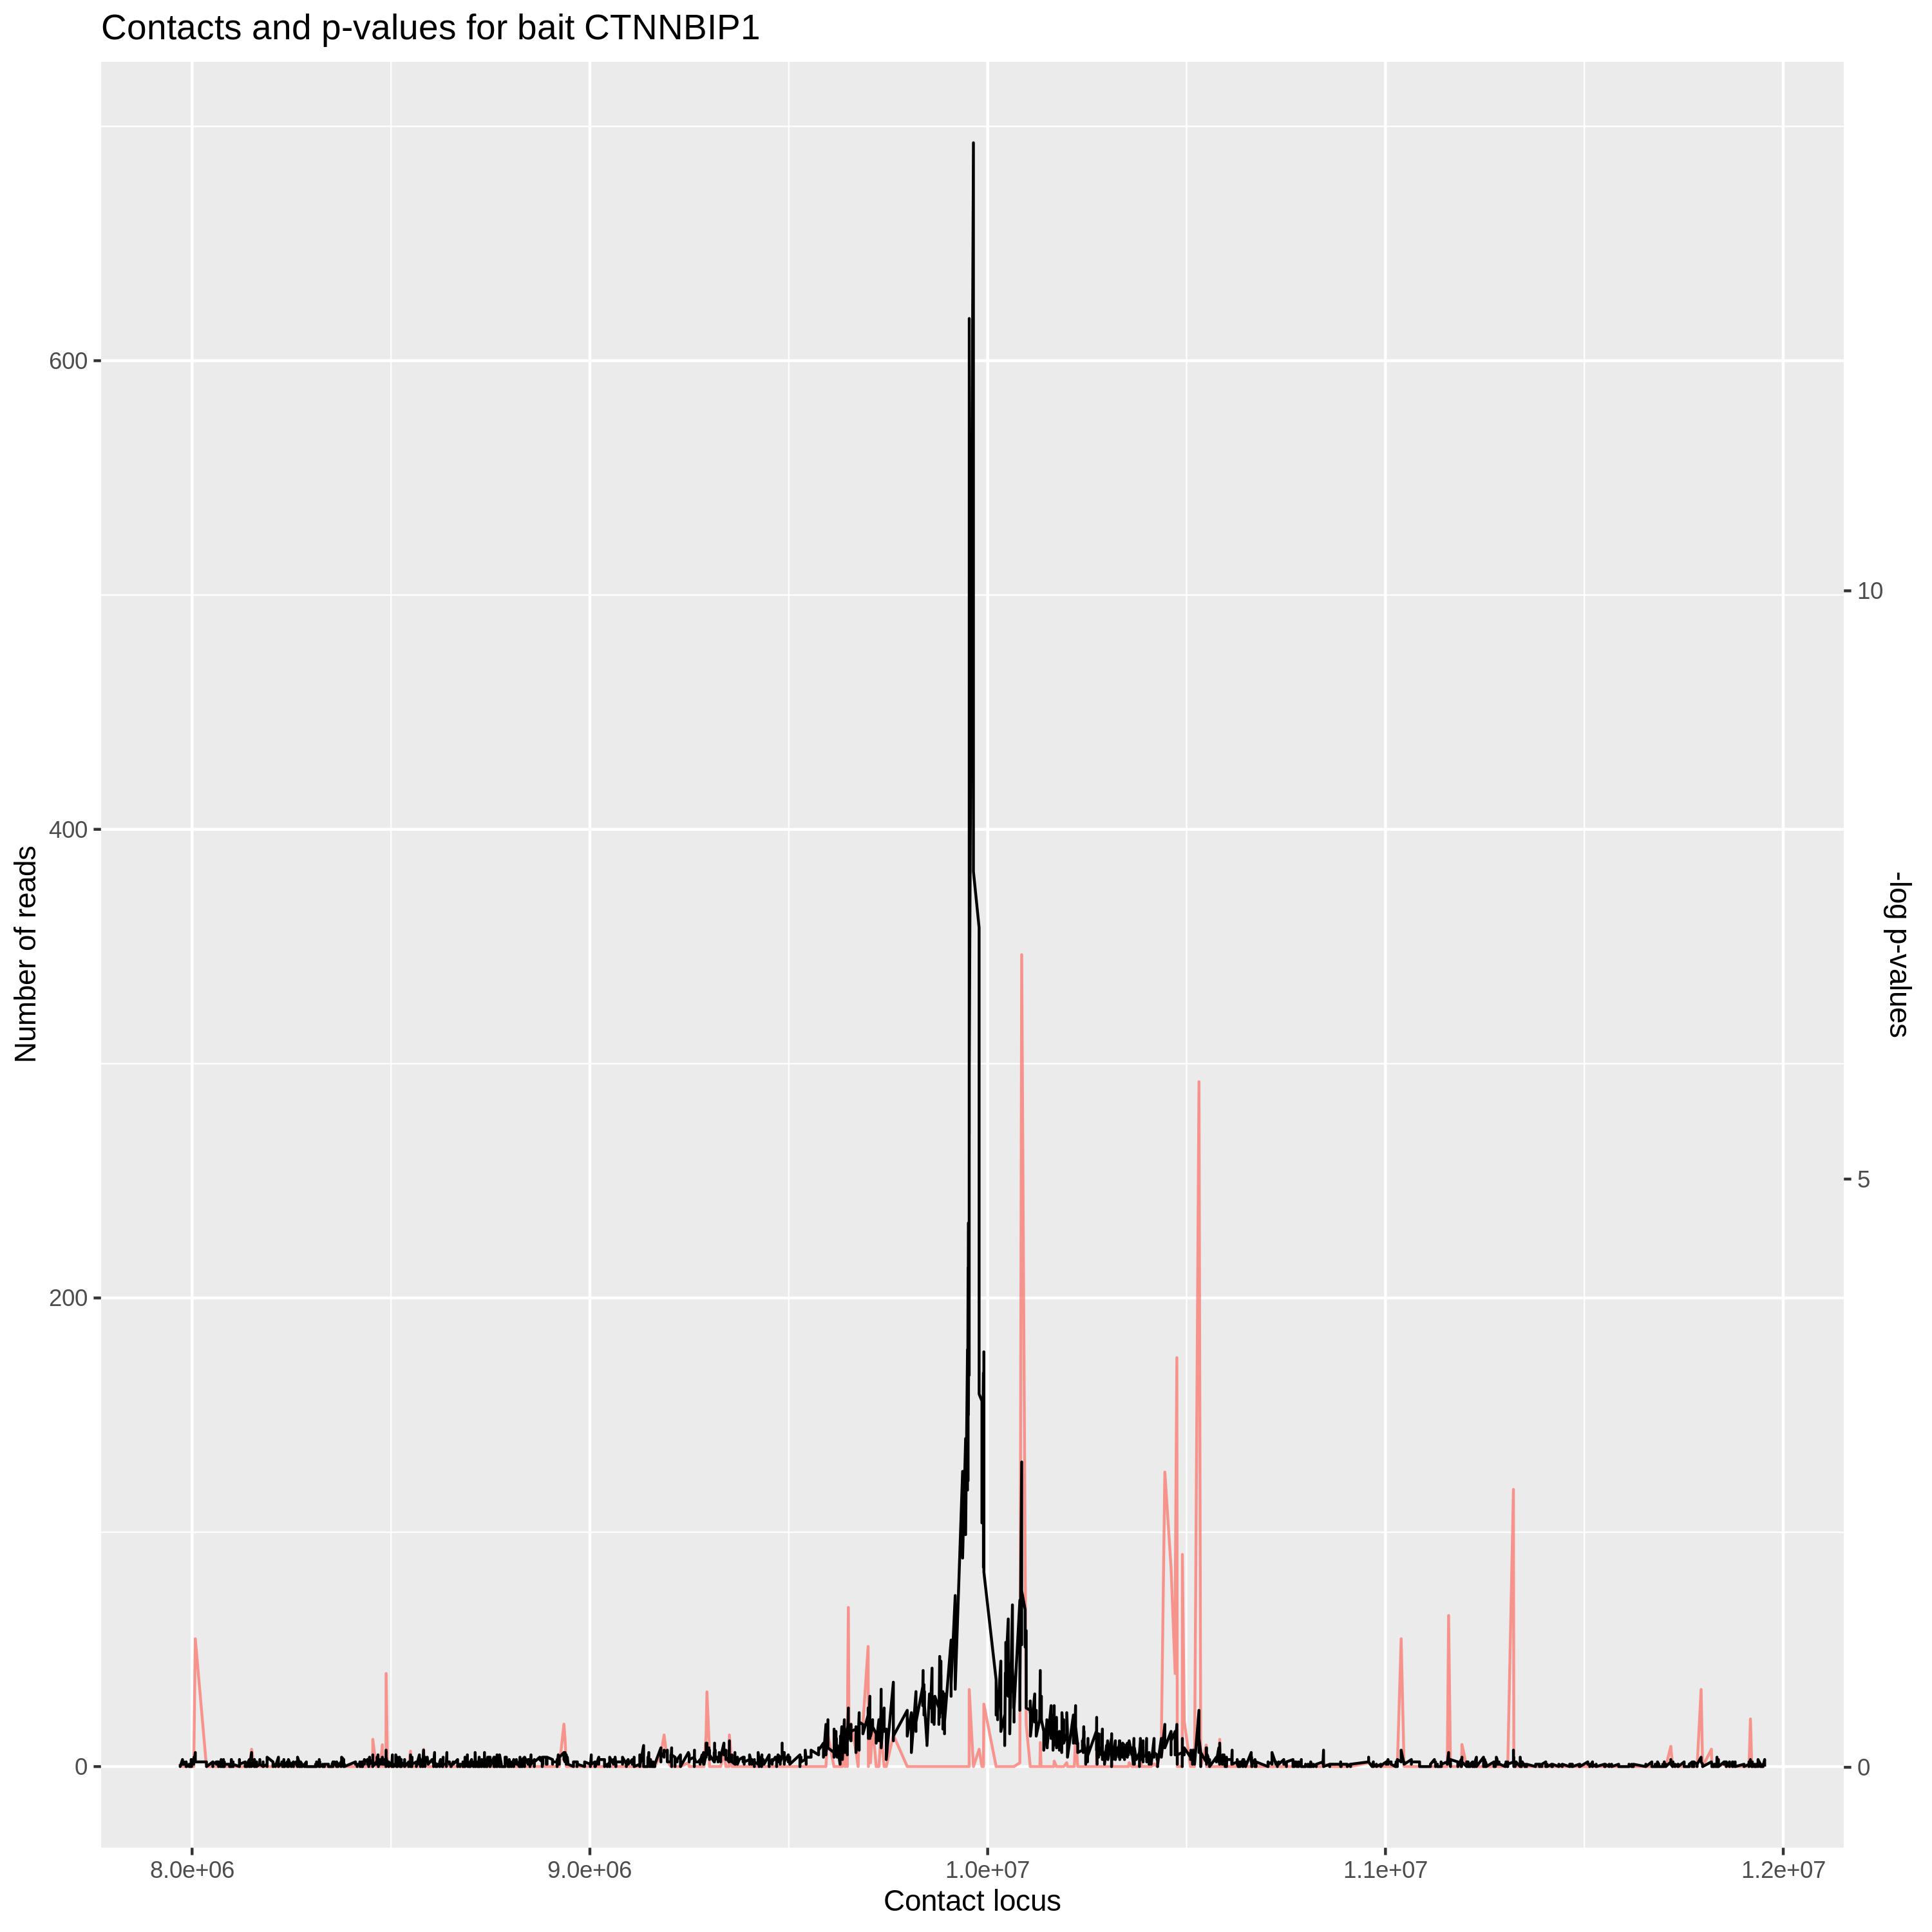 Contacts and p-values for bait CTNNBIP1
600
400
200
0
Number of reads
10
5
0
-log p-values
8.0e+06 9.0e+06 1.0e+07 1.1e+07 1.2e+07
Contact locus